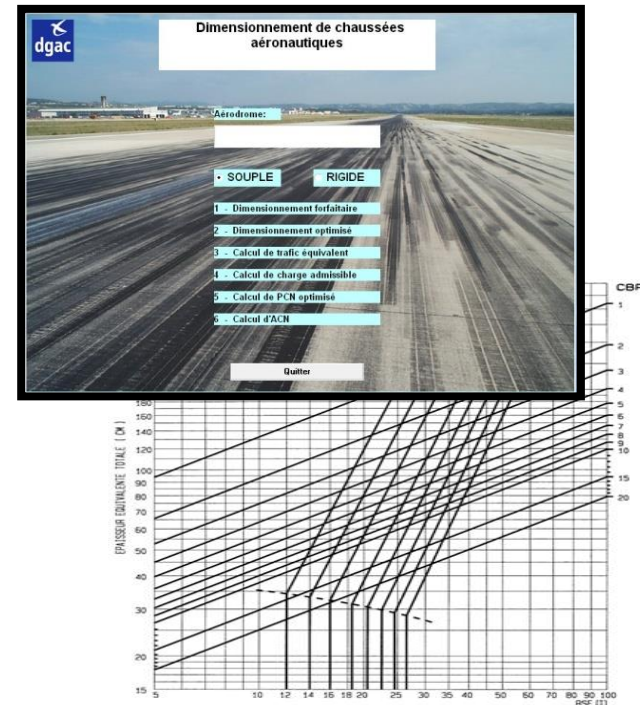 dgac
Dimensionnement de chaussées
aéronautiques
Aérodrome:
SOUPLE
RIGIDE
1 - Dimensionnement forfaitaire
2 - Dimensionnement optimisé
3 - Calcul de trafic équivalent
4 - Calcul de charge admissible
5 - Calcul de PCN optimisé
6 - Calcul d'ACN
Quitter
CBR
1
2
3
4
5
6
7
8
9
10
15
20
EPAISSEUR EQUIVALENTE TOTALE ( CM )
180
160
140
120
100
90
80
70
60
50
40
30
20
15
5 10 12 14 16 18 20 25 30 35 40 50 60 70 80 90 100
RSE (T)